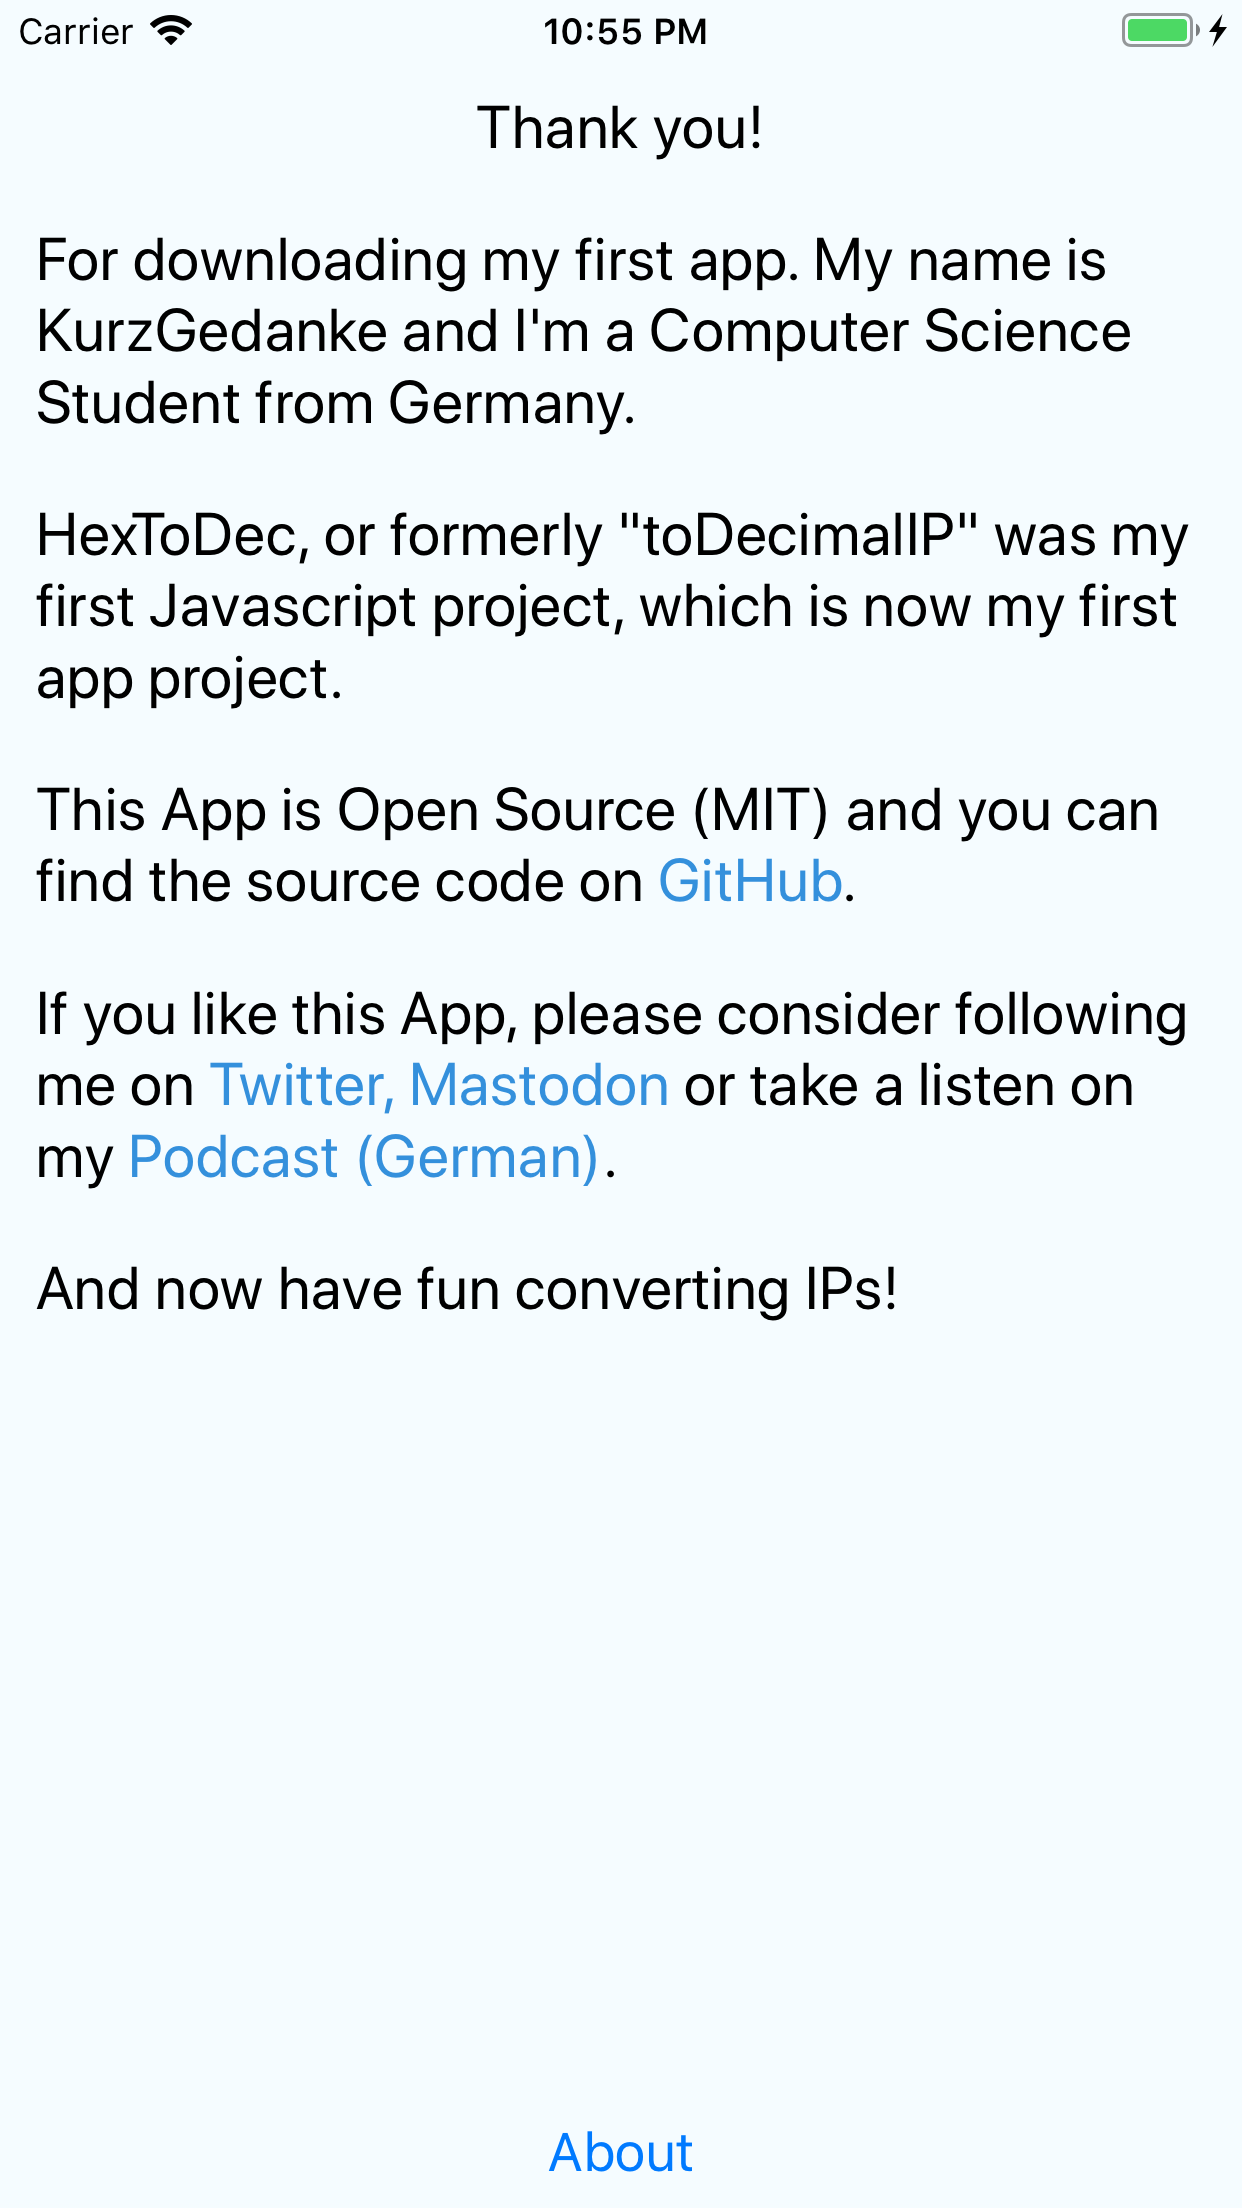 Carrier 10:55 PM
Thank you!
For downloading my first app. My name is
KurzGedanke and I'm a Computer Science
Student from Germany.
HexToDec, or formerly "toDecimalIP" was my
first Javascript project, which is now my first
app project.
This App is Open Source (MIT) and you can
find the source code on GitHub.
If you like this App, please consider following
me on Twitter, Mastodon or take a listen on
my Podcast (German).
And now have fun converting IPs!
About